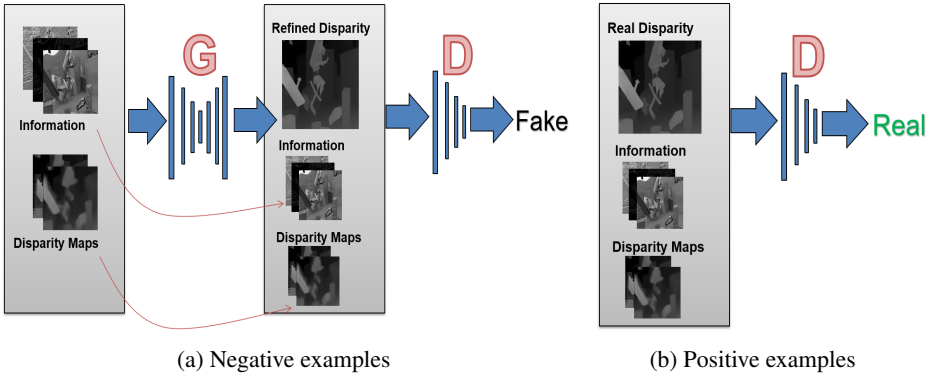 Information
Disparity Maps
G
Refined Disparity
Information
Disparity Maps
D
Fake
(a) Negative examples
Real Disparity
Information
Disparity Maps
D
Real
(b) Positive examples